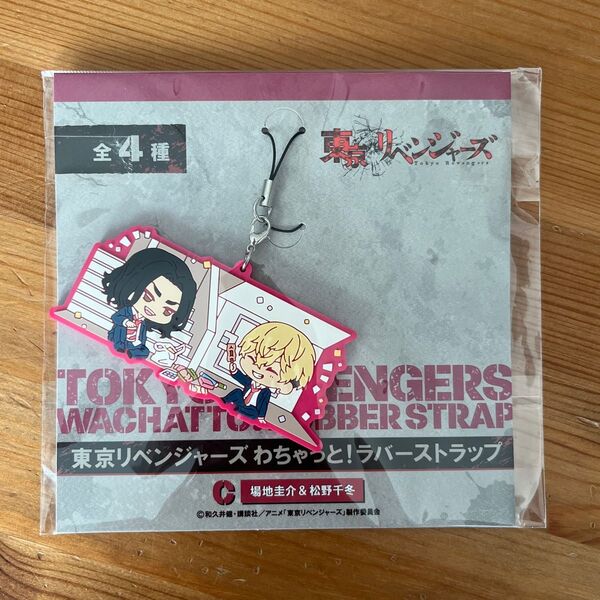 全4種
東京リベンジャーズ
Tokyo Revengers
TOKY ENGERS
WACHATTO BBER STRAP
東京リベンジャーズ わちゃっと!ラバーストラップ
C 場地圭介&松野千冬
©和久井健・講談社/アニメ「東京リベンジャーズ」製作委員会